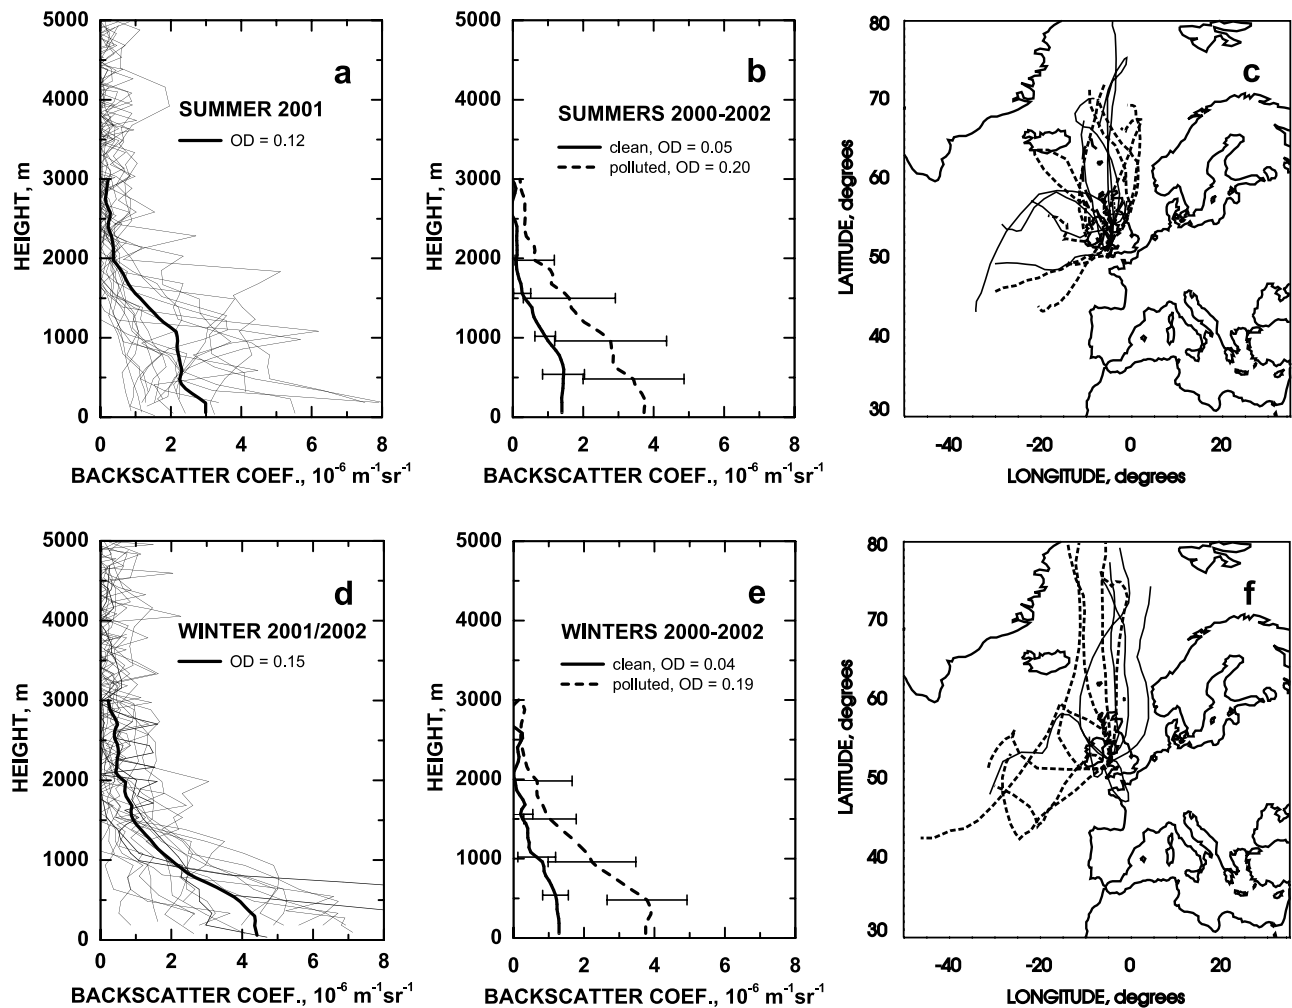 a
SUMMER 2001
OD = 0.12
5000
4000
3000
2000
1000
0
HEIGHT, m
0 2 4 6 8
BACKSCATTER COEF., 10⁻⁶ m⁻¹sr⁻¹
b
SUMMERS 2000-2002
clean, OD = 0.05
polluted, OD = 0.20
5000
4000
3000
2000
1000
0
HEIGHT, m
0 2 4 6 8
BACKSCATTER COEF., 10⁻⁶ m⁻¹sr⁻¹
c
80
70
60
50
40
30
LATITUDE, degrees
-40 -20 0 20
LONGITUDE, degrees
d
WINTER 2001/2002
OD = 0.15
5000
4000
3000
2000
1000
0
HEIGHT, m
0 2 4 6 8
BACKSCATTER COEF., 10⁻⁶ m⁻¹sr⁻¹
e
WINTERS 2000-2002
clean, OD = 0.04
polluted, OD = 0.19
5000
4000
3000
2000
1000
0
HEIGHT, m
0 2 4 6 8
BACKSCATTER COEF., 10⁻⁶ m⁻¹sr⁻¹
f
80
70
60
50
40
30
LATITUDE, degrees
-40 -20 0 20
LONGITUDE, degrees